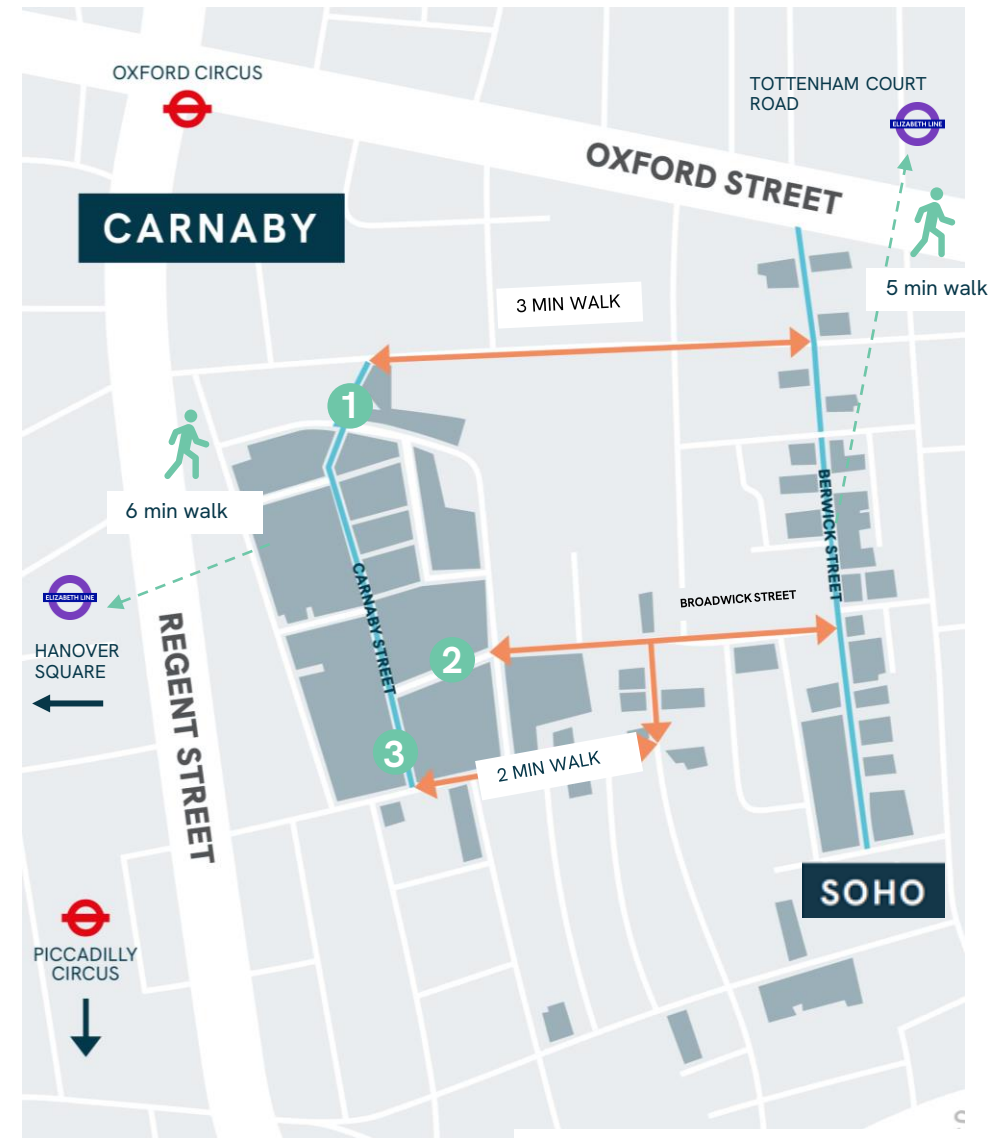 OXFORD CIRCUS
TOTTENHAM COURT
ROAD
ELIZABETH LINE
OXFORD STREET
CARNABY
5 min walk
3 MIN WALK
1
6 min walk
BERWICK STREET
CARNABY STREET
ELIZABETH LINE
BROADWICK STREET
HANOVER
SQUARE
2
REGENT STREET
3
2 MIN WALK
SOHO
PICCADILLY
CIRCUS